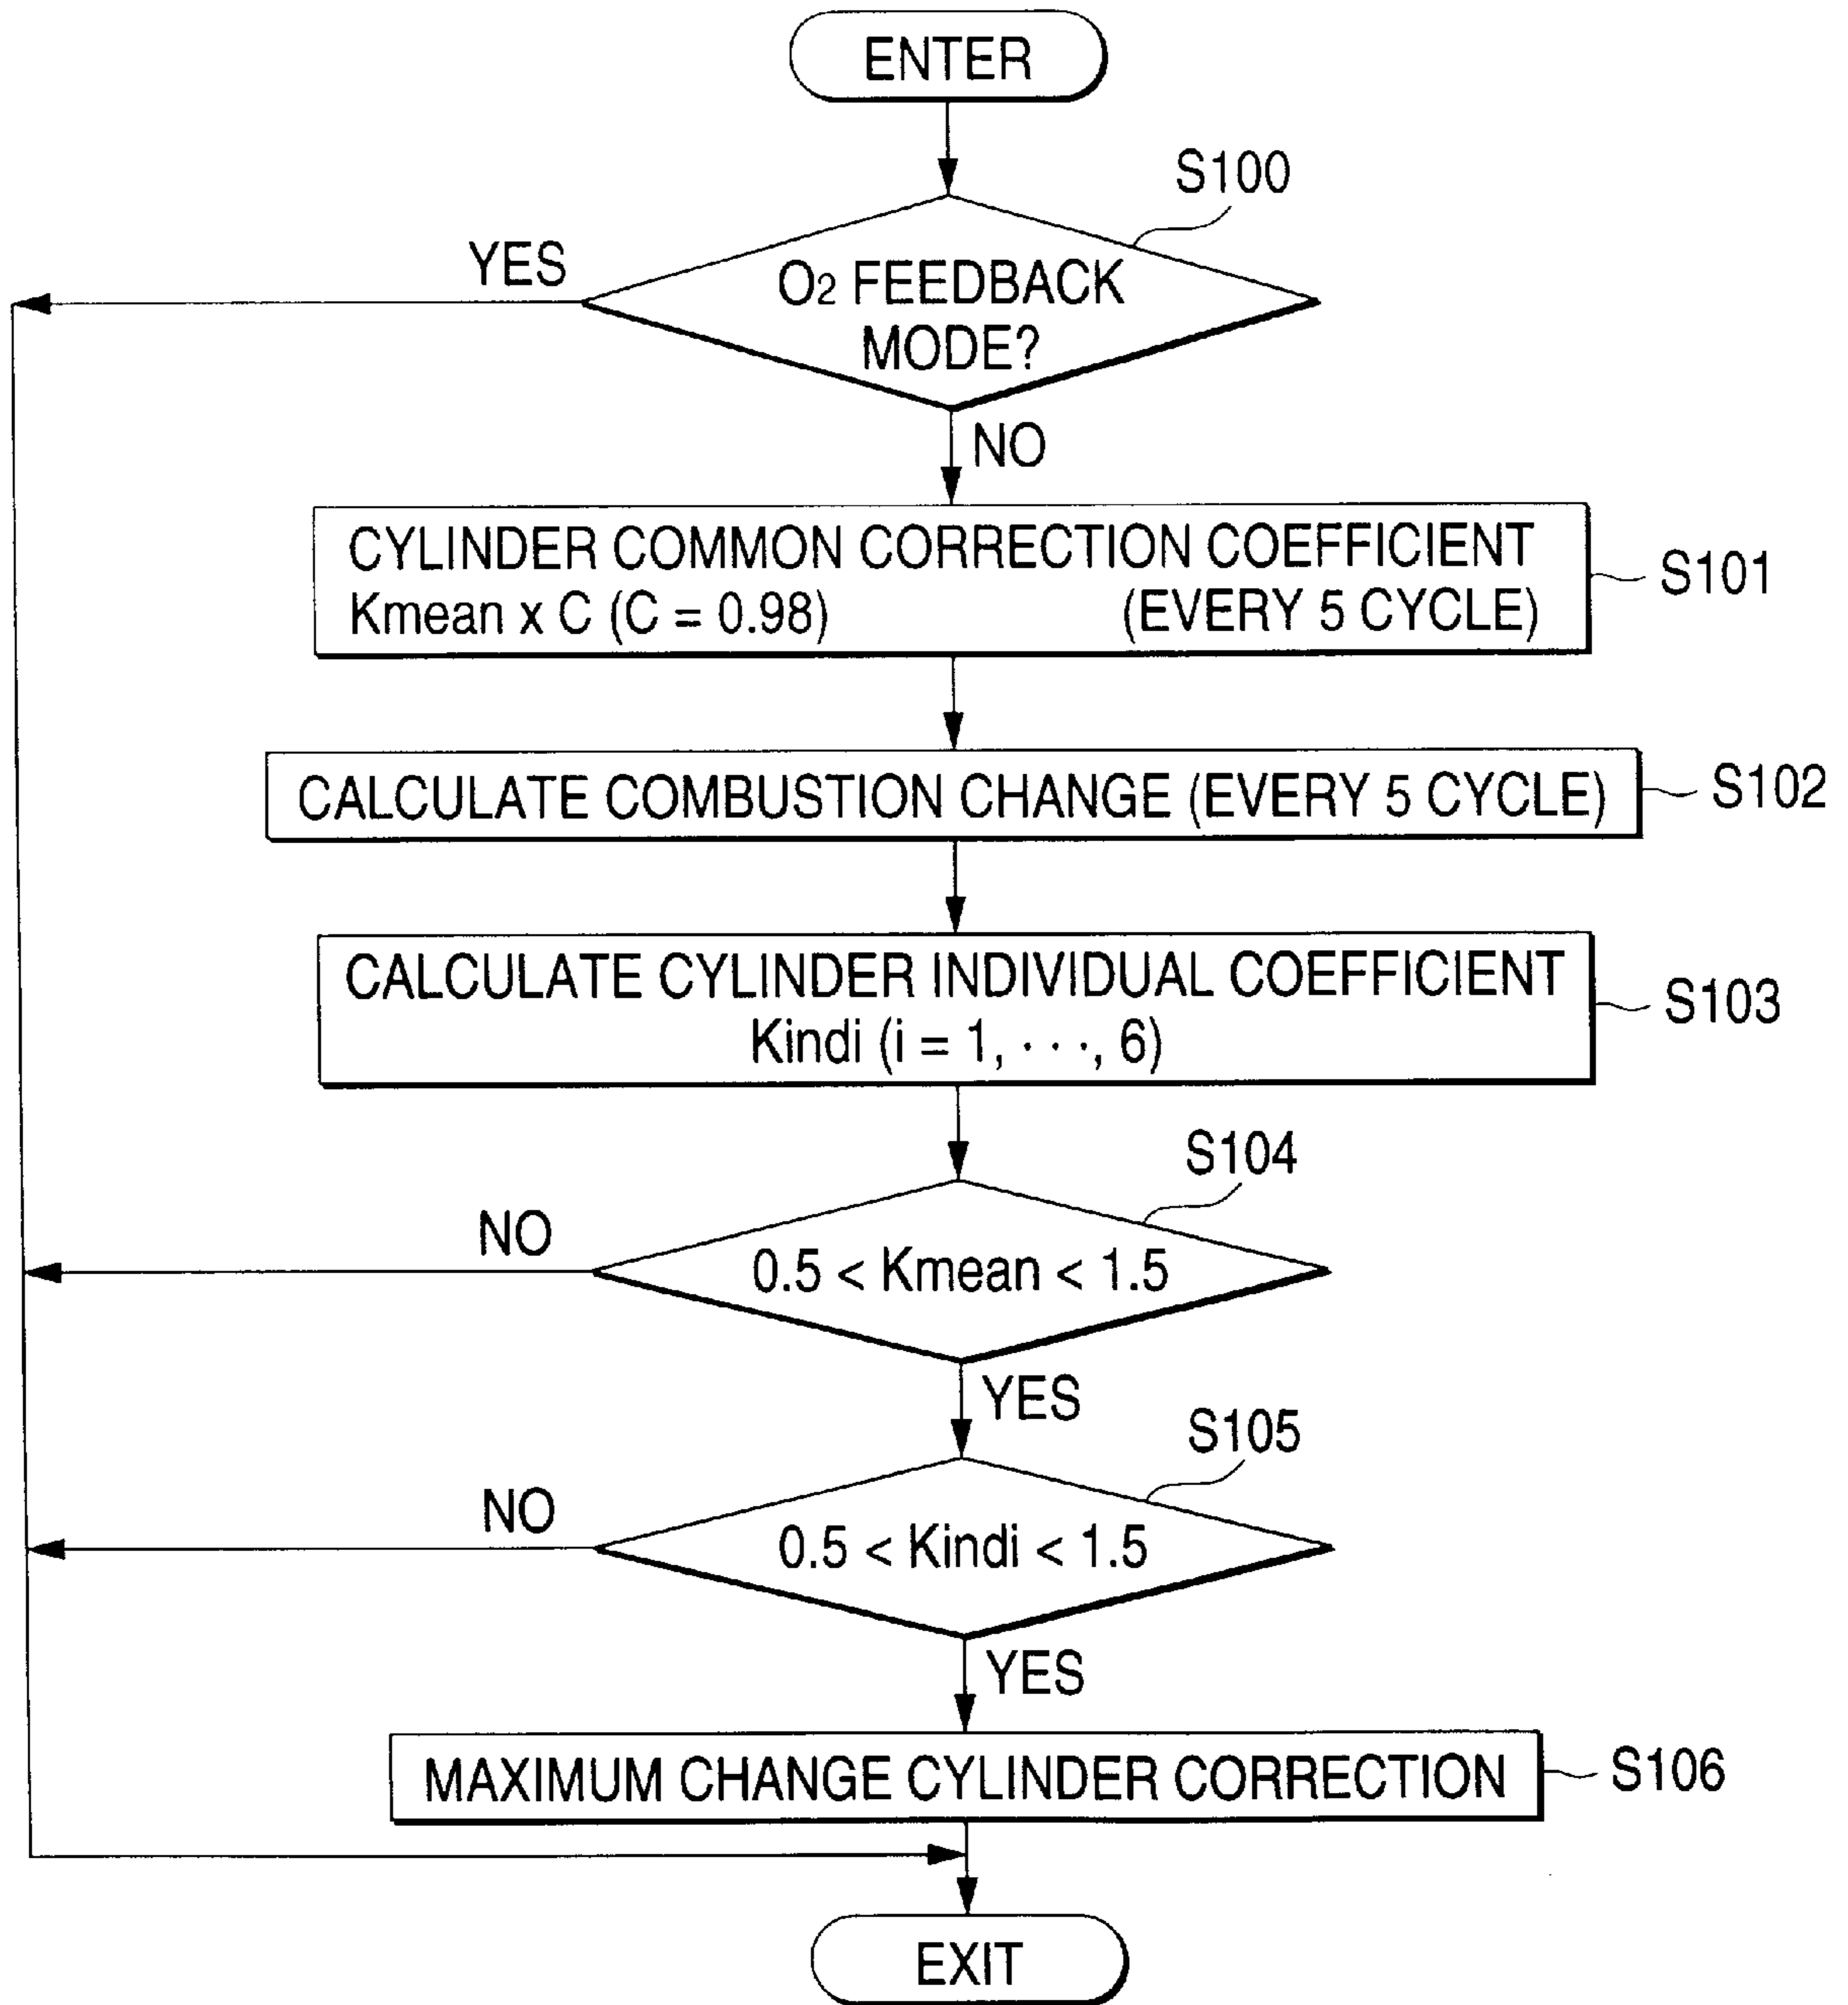 ENTER
S100
YES
O2 FEEDBACK
MODE?
NO
CYLINDER COMMON CORRECTION COEFFICIENT
Kmean x C (C = 0.98) (EVERY 5 CYCLE)
S101
CALCULATE COMBUSTION CHANGE (EVERY 5 CYCLE)
S102
CALCULATE CYLINDER INDIVIDUAL COEFFICIENT
Kindi (i = 1, · · ·, 6)
S103
S104
NO
0.5 < Kmean < 1.5
YES
S105
NO
0.5 < Kindi < 1.5
YES
MAXIMUM CHANGE CYLINDER CORRECTION
S106
EXIT